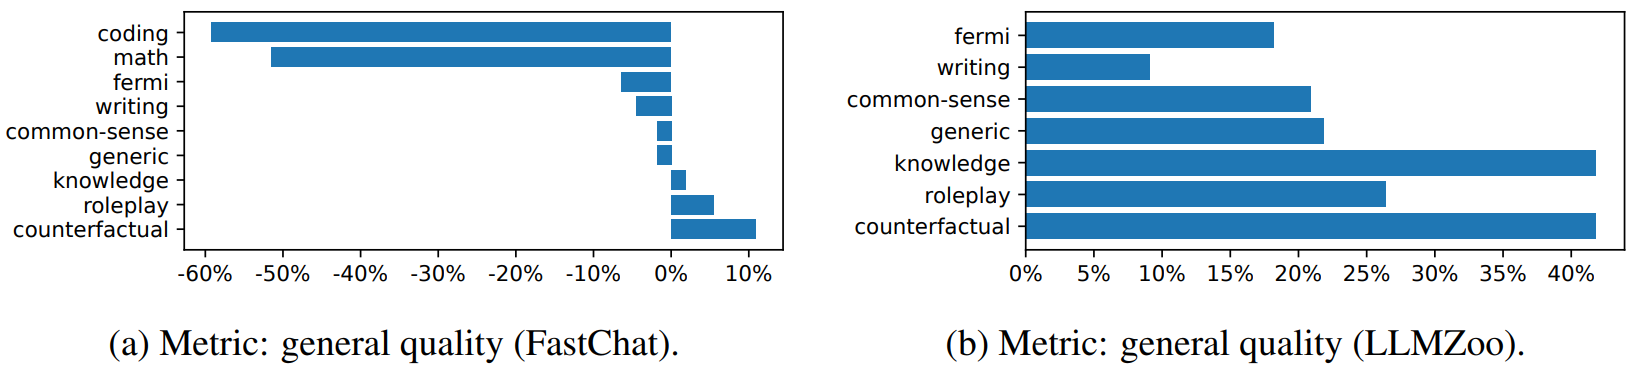 coding
math
fermi
writing
common-sense
generic
knowledge
roleplay
counterfactual
-60% -50% -40% -30% -20% -10% 0% 10%
(a) Metric: general quality (FastChat).
fermi
writing
common-sense
generic
knowledge
roleplay
counterfactual
0% 5% 10% 15% 20% 25% 30% 35% 40%
(b) Metric: general quality (LLMZoo).